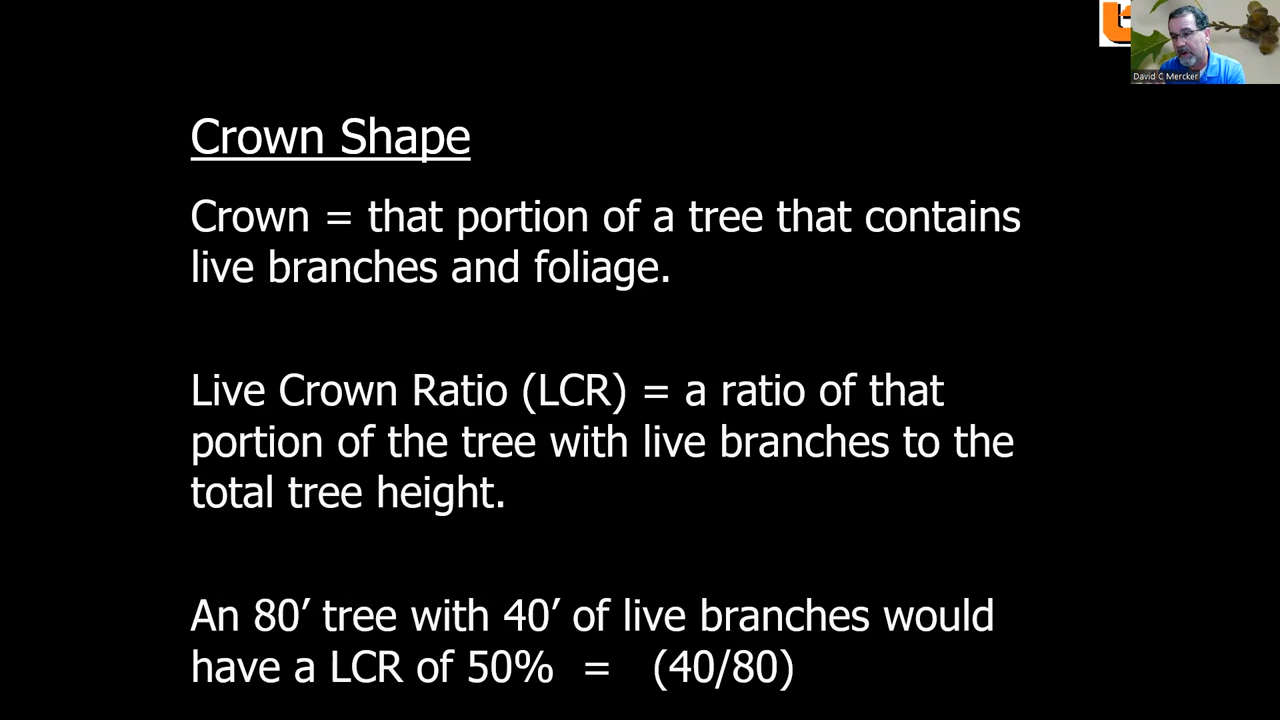 David C Mercker
Crown Shape
Crown = that portion of a tree that contains
live branches and foliage.
Live Crown Ratio (LCR) = a ratio of that
portion of the tree with live branches to the
total tree height.
An 80’ tree with 40’ of live branches would
have a LCR of 50% = (40/80)